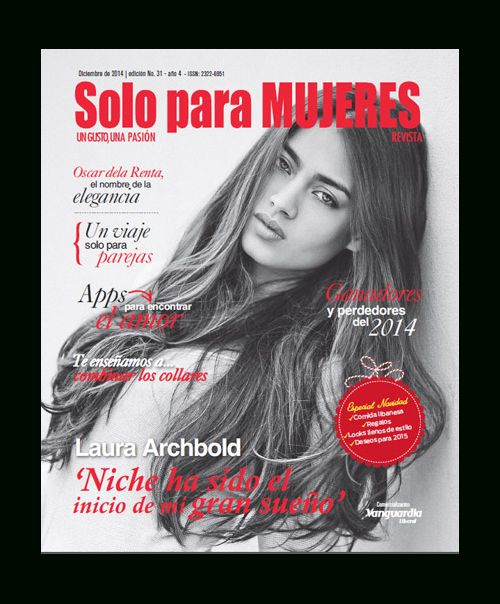 Diciembre de 2014 | edición No. 31 - año 4 - ISSN: 2322-6951
Solo para MUJERES
UN GUSTO, UNA PASIÓN
REVISTA
Oscar dela Renta,
el nombre de la
elegancia
Un viaje
solo para
parejas
Apps
para encontrar
el amor
Ganadores
y perdedores
del 2014
Te enseñamos a...
combinar los collares
Especial Navidad
✓Comida libanesa
✓Regalos
✓Looks llenos de estilo
✓Deseos para 2015
Laura Archbold
‘Niche ha sido el
inicio de mi gran sueño’
Comercialización
Vanguardia
Liberal